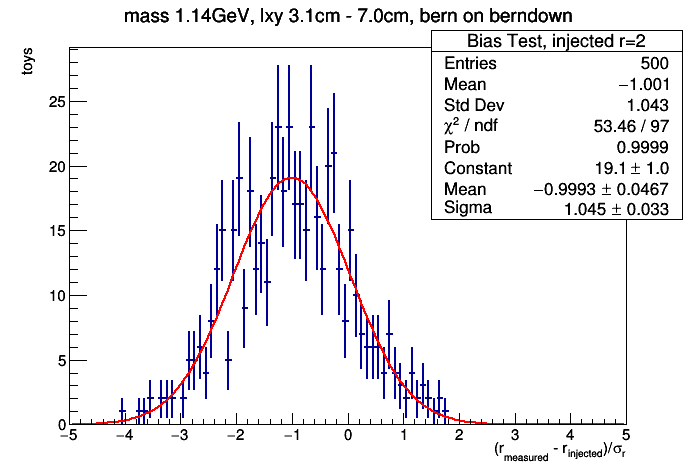 mass 1.14GeV, lxy 3.1cm - 7.0cm, bern on berndown
Bias Test, injected r=2
Entries 500
Mean −1.001
Std Dev 1.043
χ² / ndf 53.46 / 97
Prob 0.9999
Constant 19.1 ± 1.0
Mean −0.9993 ± 0.0467
Sigma 1.045 ± 0.033
toys
25
20
15
10
5
0
−5 −4 −3 −2 −1 0 1 2 3 4 5
(r_measured - r_injected)/σ_r